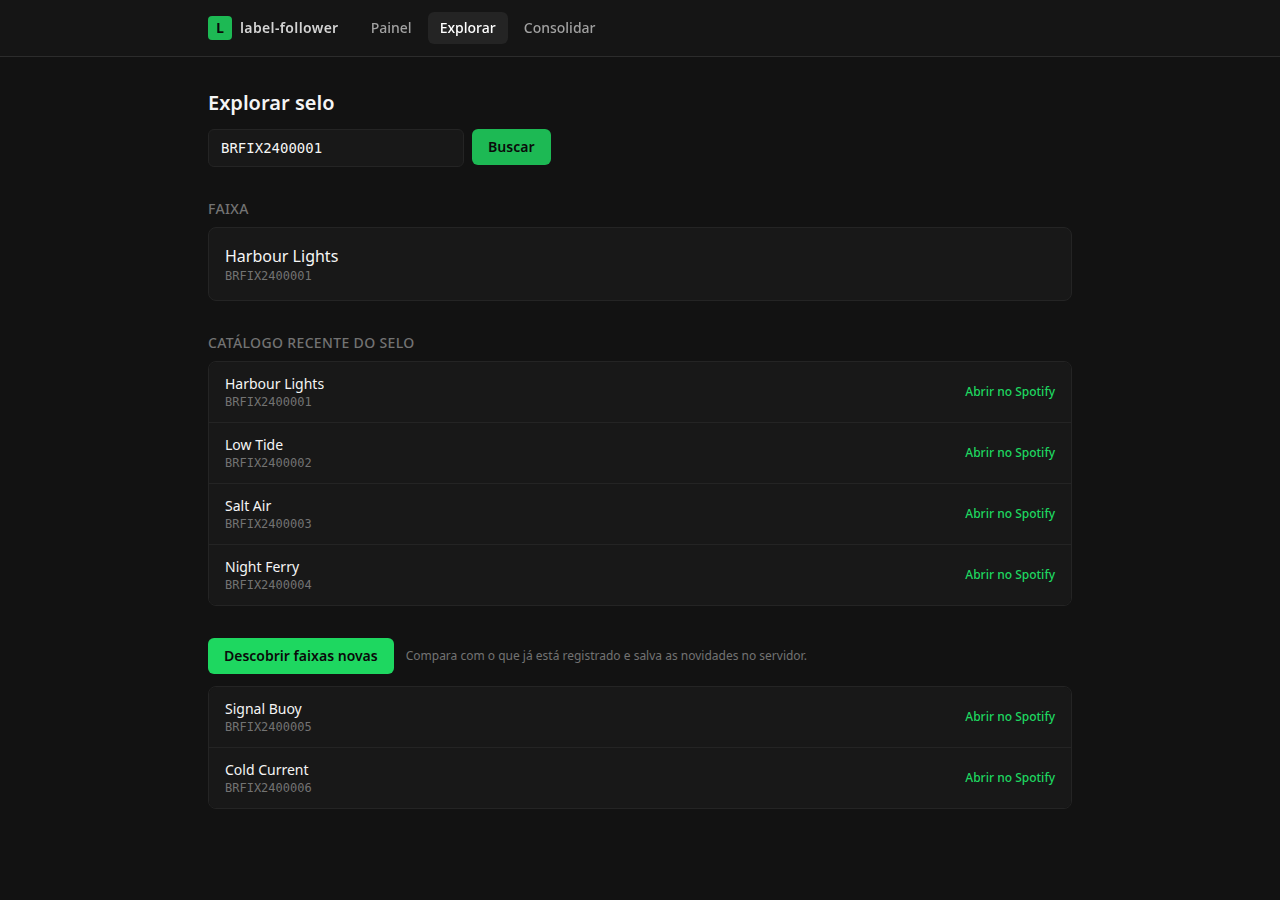 L label-follower Painel Explorar Consolidar
Explorar selo
BRFIX2400001 Buscar
FAIXA
Harbour Lights
BRFIX2400001
CATÁLOGO RECENTE DO SELO
Harbour Lights
BRFIX2400001
Abrir no Spotify
Low Tide
BRFIX2400002
Abrir no Spotify
Salt Air
BRFIX2400003
Abrir no Spotify
Night Ferry
BRFIX2400004
Abrir no Spotify
Descobrir faixas novas Compara com o que já está registrado e salva as novidades no servidor.
Signal Buoy
BRFIX2400005
Abrir no Spotify
Cold Current
BRFIX2400006
Abrir no Spotify